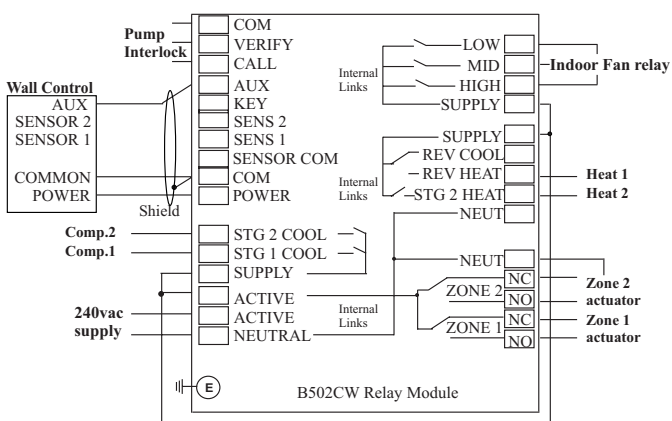 COM
Pump
Interlock
VERIFY
CALL
AUX
KEY
SENS 2
SENS 1
SENSOR COM
COM
POWER
Wall Control
AUX
SENSOR 2
SENSOR 1
COMMON
POWER
Shield
Comp.2
Comp.1
STG 2 COOL
STG 1 COOL
SUPPLY
ACTIVE
ACTIVE
NEUTRAL
240vac
supply
Internal
Links
LOW
MID
HIGH
SUPPLY
Indoor Fan relay
Internal
Links
SUPPLY
REV COOL
REV HEAT
STG 2 HEAT
NEUT
Heat 1
Heat 2
Internal
Links
NEUT
ZONE 2
NC
NO
ZONE 1
NC
NO
Zone 2
actuator
Zone 1
actuator
E
B502CW Relay Module